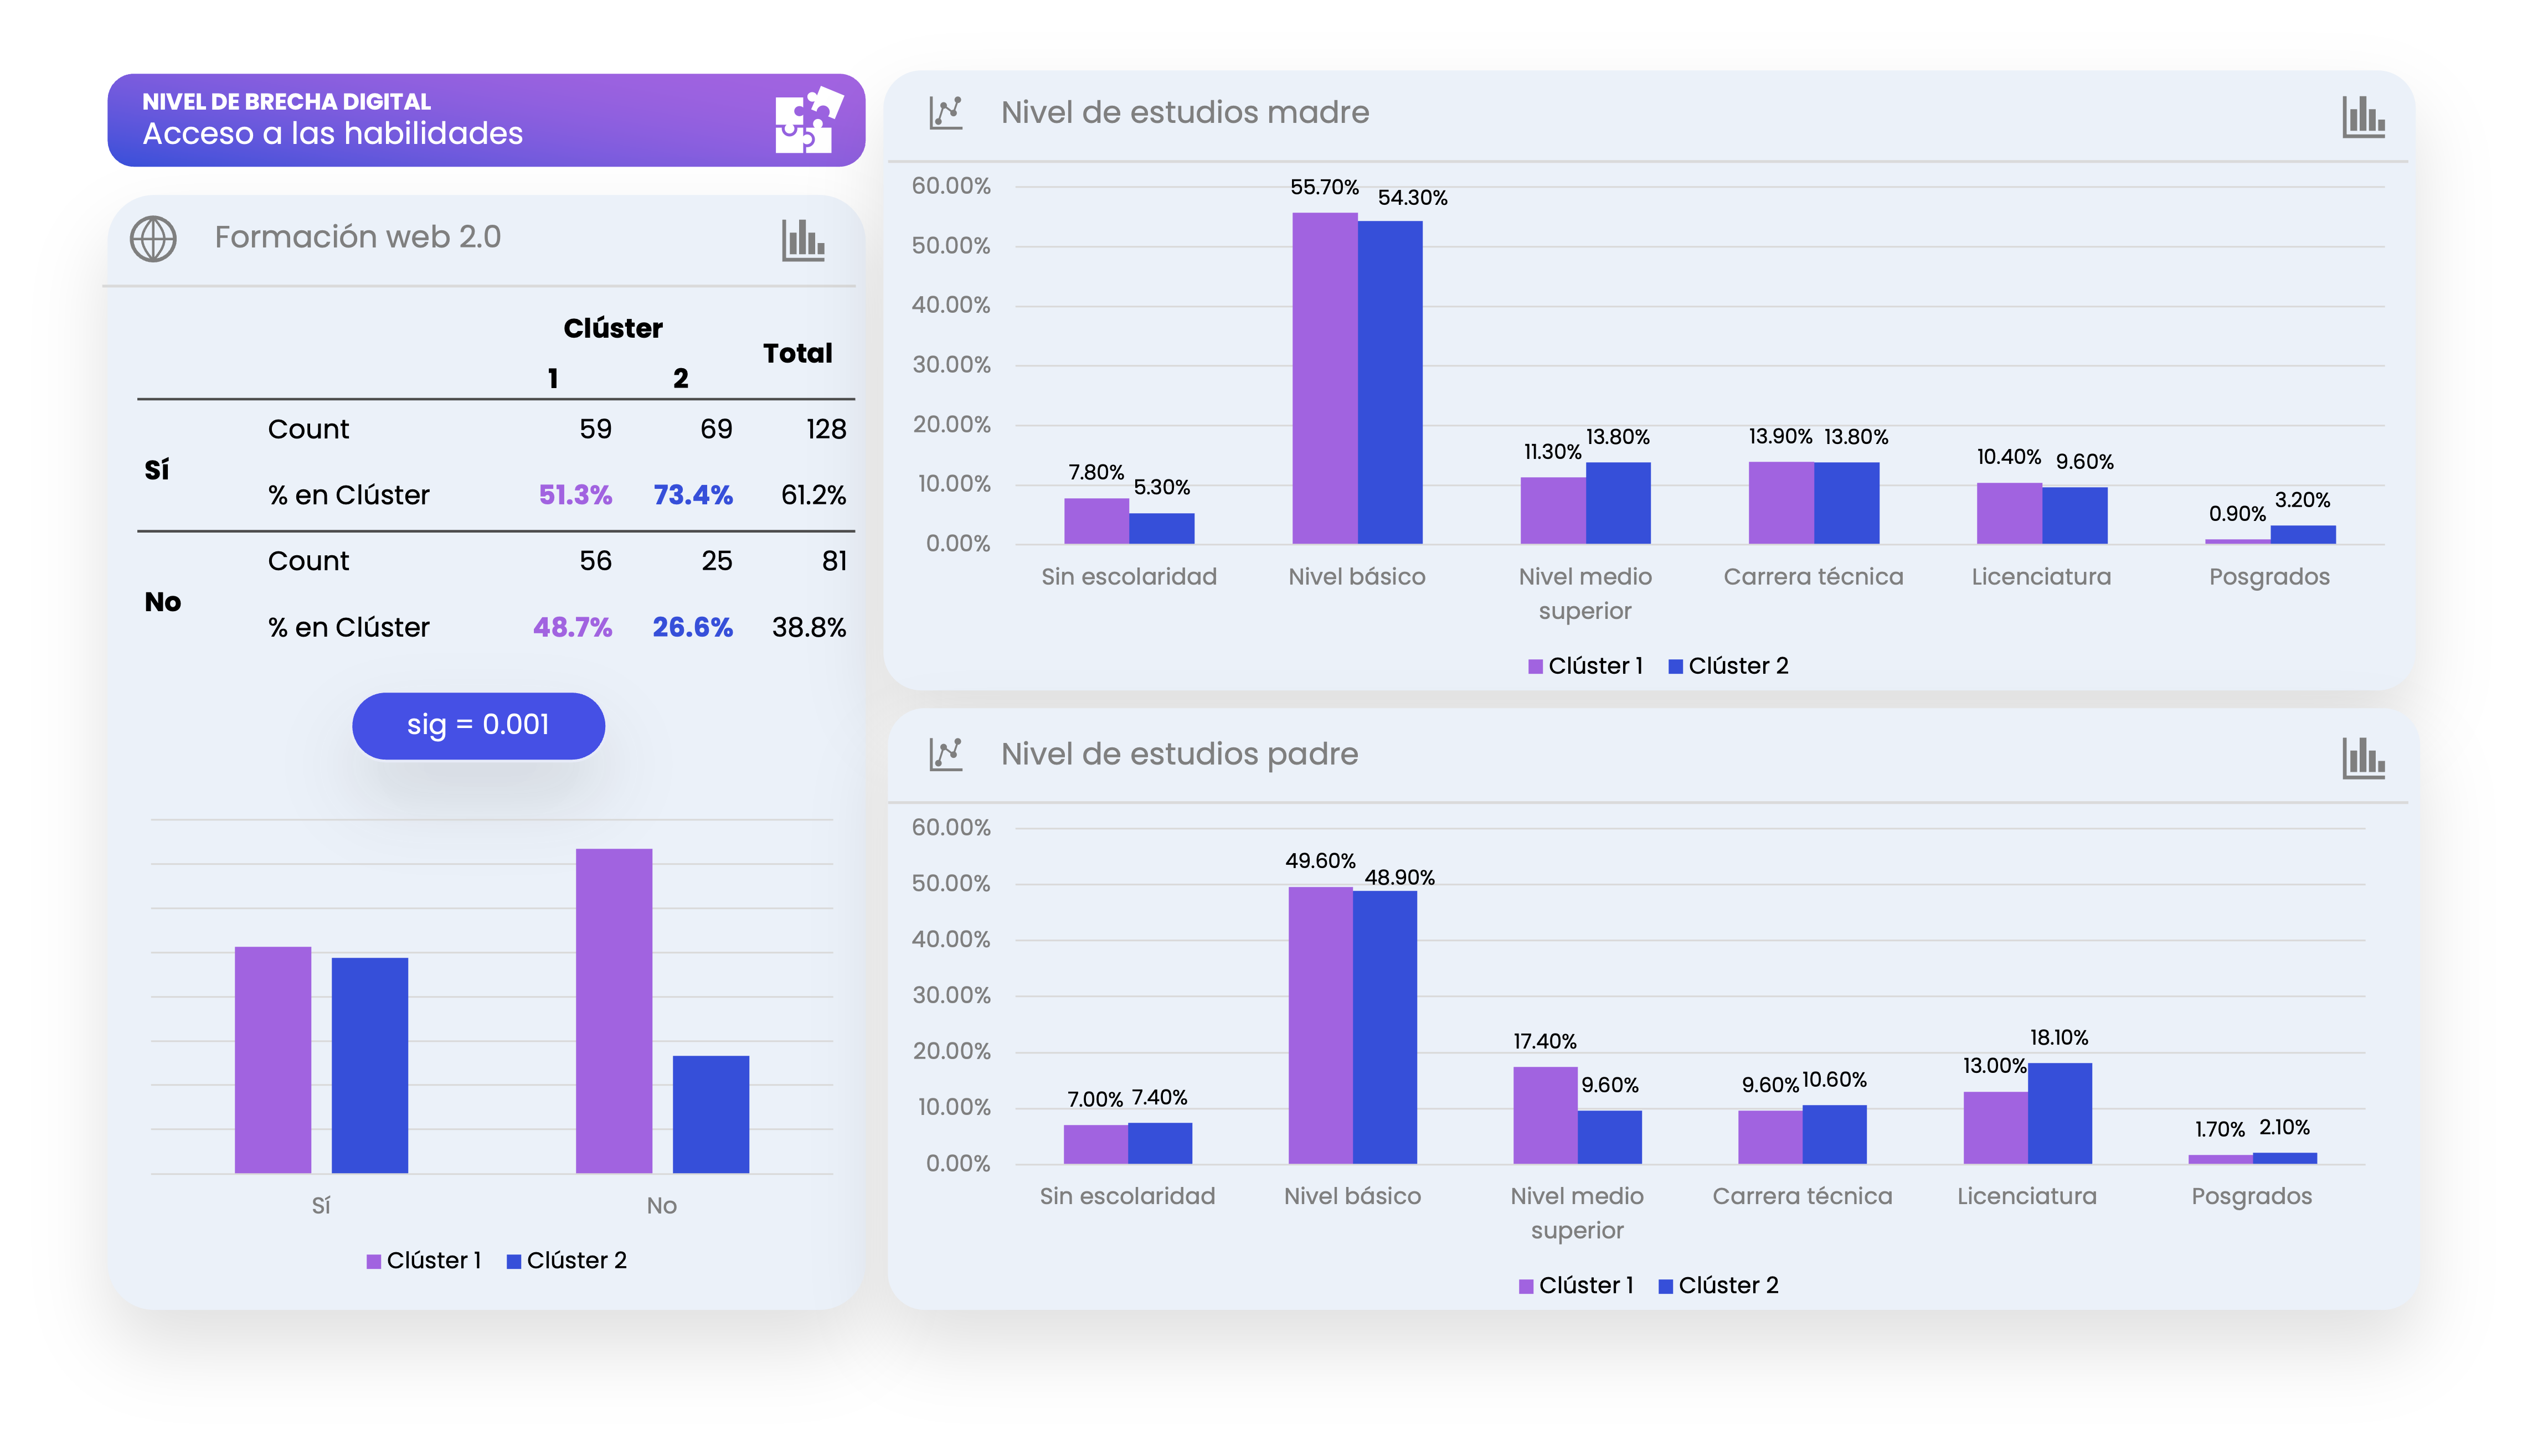 NIVEL DE BRECHA DIGITAL
Acceso a las habilidades
Formación web 2.0
Clúster
Total
1 2
Sí
Count 59 69 128
% en Clúster 51.3% 73.4% 61.2%
No
Count 56 25 81
% en Clúster 48.7% 26.6% 38.8%
sig = 0.001
Sí No
Clúster 1 Clúster 2
Nivel de estudios madre
60.00%
50.00%
40.00%
30.00%
20.00%
10.00%
0.00%
7.80% 5.30%
55.70% 54.30%
11.30% 13.80%
13.90% 13.80%
10.40% 9.60%
0.90% 3.20%
Sin escolaridad
Nivel básico
Nivel medio
superior
Carrera técnica
Licenciatura
Posgrados
Clúster 1 Clúster 2
Nivel de estudios padre
60.00%
50.00%
40.00%
30.00%
20.00%
10.00%
0.00%
7.00% 7.40%
49.60% 48.90%
17.40% 9.60%
9.60% 10.60%
13.00% 18.10%
1.70% 2.10%
Sin escolaridad
Nivel básico
Nivel medio
superior
Carrera técnica
Licenciatura
Posgrados
Clúster 1 Clúster 2